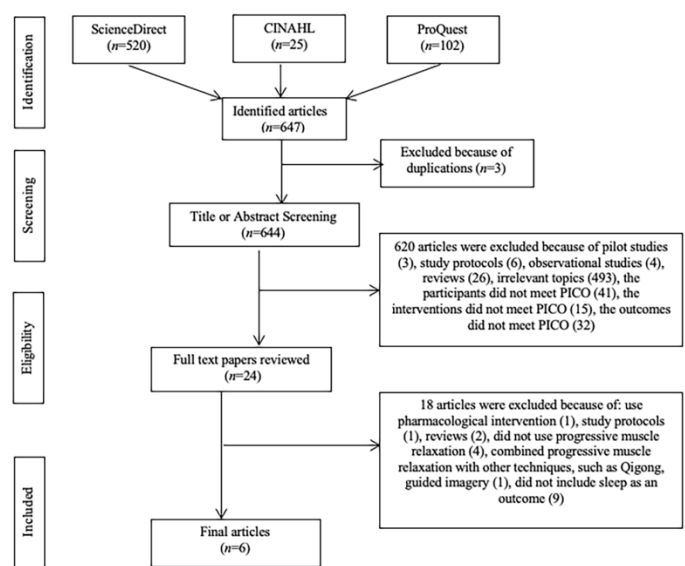 ScienceDirect
(n=520)
CINAHL
(n=25)
ProQuest
(n=102)
Identification
Identified articles
(n=647)
Excluded because of
duplications (n=3)
Screening
Title or Abstract Screening
(n=644)
620 articles were excluded because of pilot studies
(3), study protocols (6), observational studies (4),
reviews (26), irrelevant topics (493), the
participants did not meet PICO (41), the
interventions did not meet PICO (15), the outcomes
did not meet PICO (32)
Eligibility
Full text papers reviewed
(n=24)
18 articles were excluded because of: use
pharmacological intervention (1), study protocols
(1), reviews (2), did not use progressive muscle
relaxation (4), combined progressive muscle
relaxation with other techniques, such as Qigong,
guided imagery (1), did not include sleep as an
outcome (9)
Included
Final articles
(n=6)